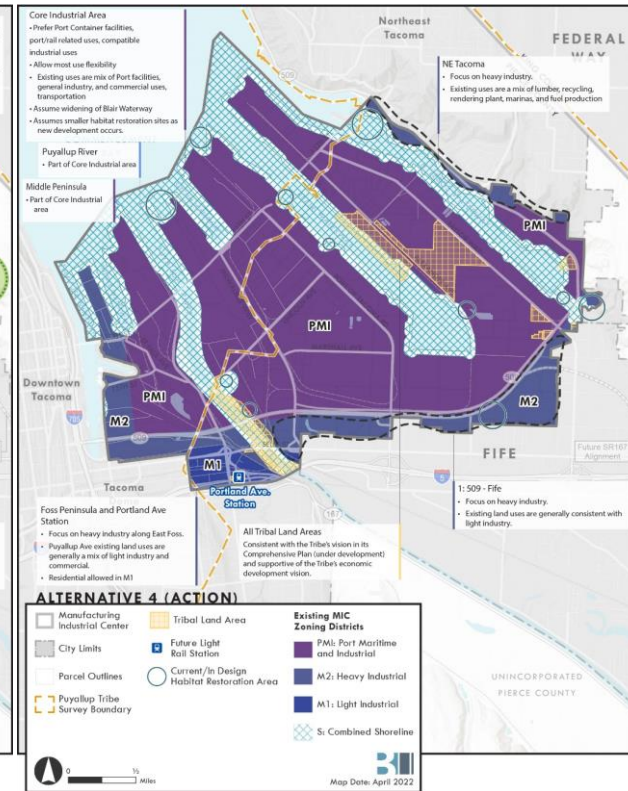 Core Industrial Area
• Prefer Port Container facilities,
port/rail related uses, compatible
industrial uses
• Allow most use flexibility
• Existing uses are mix of Port facilities,
general industry, and commercial uses,
transportation
• Assume widening of Blair Waterway
• Assumes smaller habitat restoration sites as
new development occurs.
Puyallup River
• Part of Core Industrial area
Middle Peninsula
• Part of Core Industrial
area
Northeast
Tacoma
FEDERAL
WAY
NE Tacoma
• Focus on heavy industry.
• Existing uses are a mix of lumber, recycling,
rendering plant, marinas, and fuel production
509
PMI
PMI
PMI
M2
M2
M1
509
Downtown
Tacoma
705
509
Tacoma
Portland Ave.
Station
FIFE
5
Future SR167
Alignment
167
1: 509 - Fife
• Focus on heavy industry.
• Existing land uses are generally consistent with
light industry.
Foss Peninsula and Portland Ave
Station
• Focus on heavy industry along East Foss.
• Puyallup Ave existing land uses are
generally a mix of light industry and
commercial.
• Residential allowed in M1
All Tribal Land Areas
Consistent with the Tribe's vision in its
Comprehensive Plan (under development)
and supportive of the Tribe's economic
development vision.
ALTERNATIVE 4 (ACTION)
Manufacturing
Industrial Center
City Limits
Parcel Outlines
Puyallup Tribe
Survey Boundary
Tribal Land Area
Future Light
Rail Station
Current/In Design
Habitat Restoration Area
Existing MIC
Zoning Districts
PMI: Port Maritime
and Industrial
M2: Heavy Industrial
M1: Light Industrial
S: Combined Shoreline
UNINCORPORATED
PIERCE COUNTY
0 ½
Miles
Map Date: April 2022